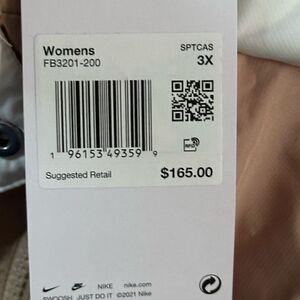 Womens SPTCAS
FB3201-200 3X
1 96153 49359 9
Suggested Retail $165.00
NIKE nike.com
SWOOSH JUST DO IT ©2021 Nike